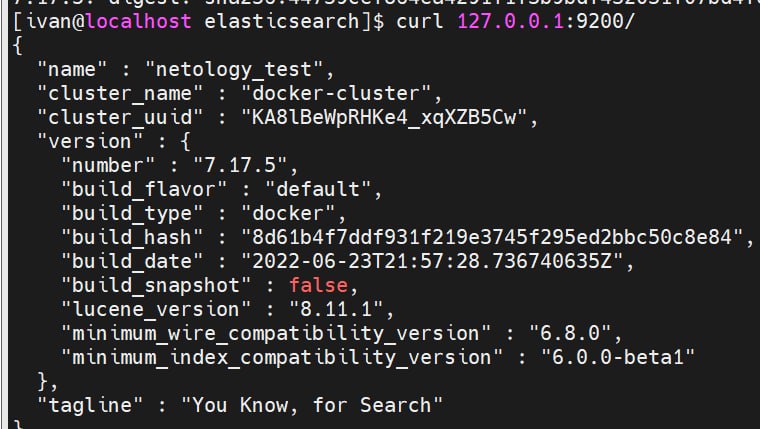 [ivan@localhost elasticsearch]$ curl 127.0.0.1:9200/
{
  "name" : "netology_test",
  "cluster_name" : "docker-cluster",
  "cluster_uuid" : "KA8lBeWpRHKe4_xqXZB5Cw",
  "version" : {
    "number" : "7.17.5",
    "build_flavor" : "default",
    "build_type" : "docker",
    "build_hash" : "8d61b4f7ddf931f219e3745f295ed2bbc50c8e84",
    "build_date" : "2022-06-23T21:57:28.736740635Z",
    "build_snapshot" : false,
    "lucene_version" : "8.11.1",
    "minimum_wire_compatibility_version" : "6.8.0",
    "minimum_index_compatibility_version" : "6.0.0-beta1"
  },
  "tagline" : "You Know, for Search"
}